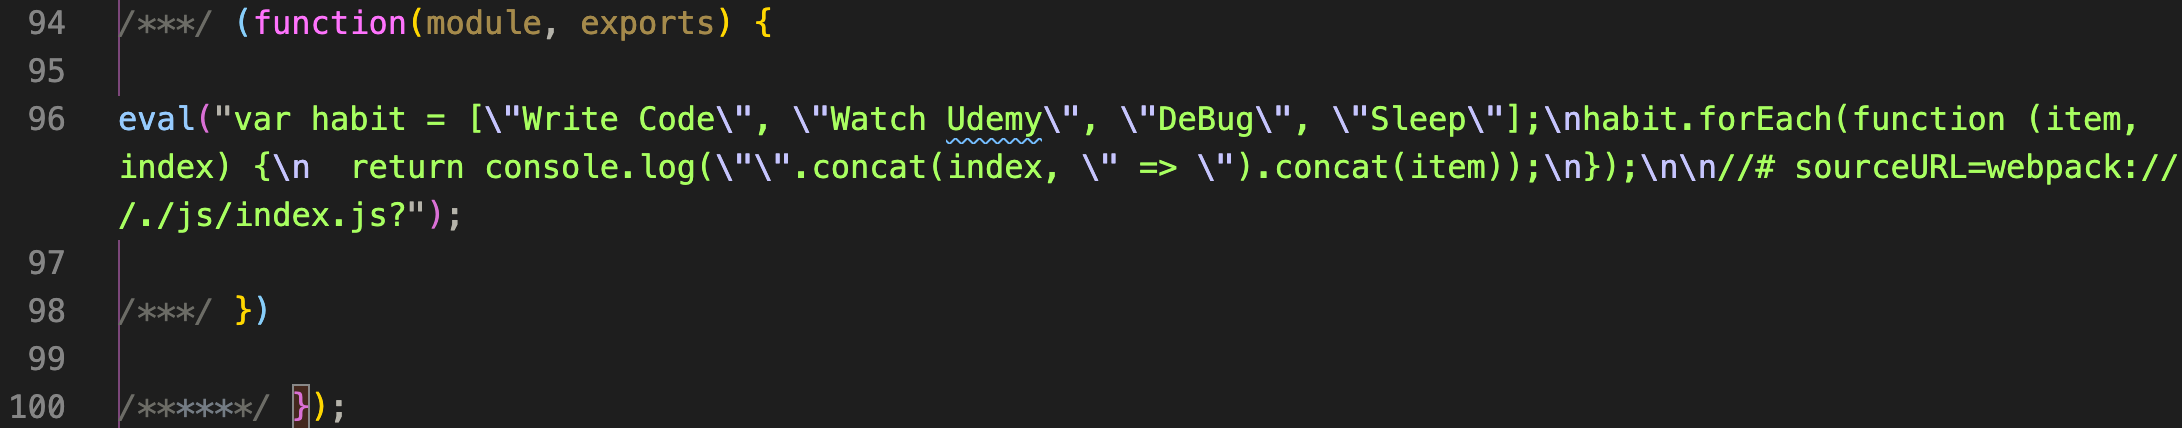 94 /***/ (function(module, exports) {
95
96 eval("var habit = [\"Write Code\", \"Watch Udemy\", \"DeBug\", \"Sleep\"];\nhabit.forEach(function (item,
index) {\n  return console.log(\"\".concat(index, \" => \").concat(item));\n});\n\n//# sourceURL=webpack://
/./js/index.js?");
97
98 /***/ })
99
100 /******/ });